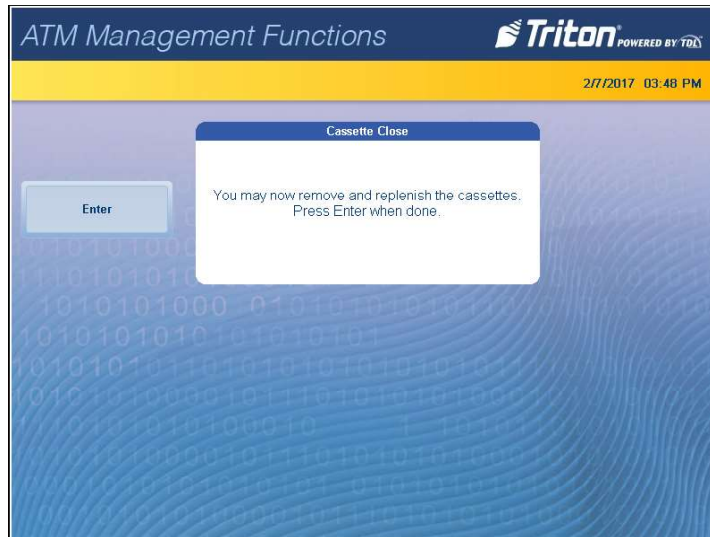 ATM Management Functions
Triton POWERED BY TDL
2/7/2017 03:48 PM
Cassette Close
You may now remove and replenish the cassettes.
Press Enter when done.
Enter